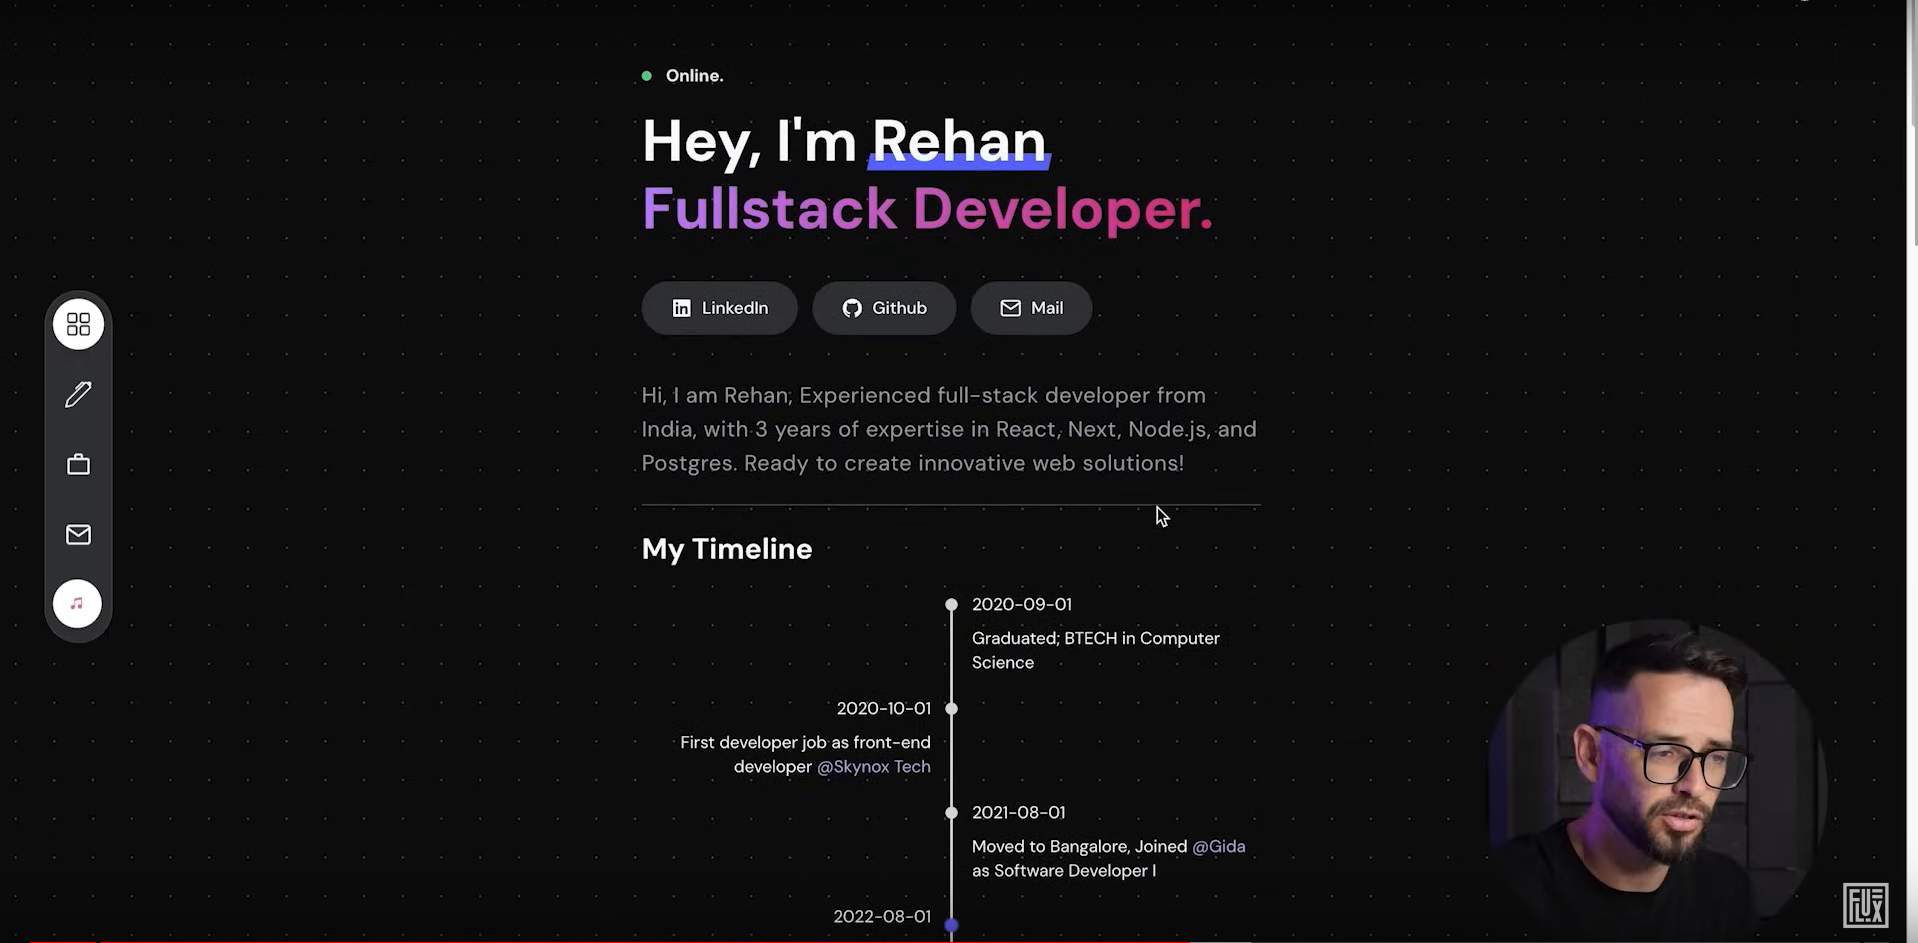 Online.
Hey, I'm Rehan
Fullstack Developer.
LinkedIn
Github
Mail
Hi, I am Rehan; Experienced full-stack developer from
India, with 3 years of expertise in React, Next, Node.js, and
Postgres. Ready to create innovative web solutions!
My Timeline
2020-09-01
Graduated; BTECH in Computer
Science
2020-10-01
First developer job as front-end
developer @Skynox Tech
2021-08-01
Moved to Bangalore, Joined @Gida
as Software Developer I
2022-08-01
FLUX